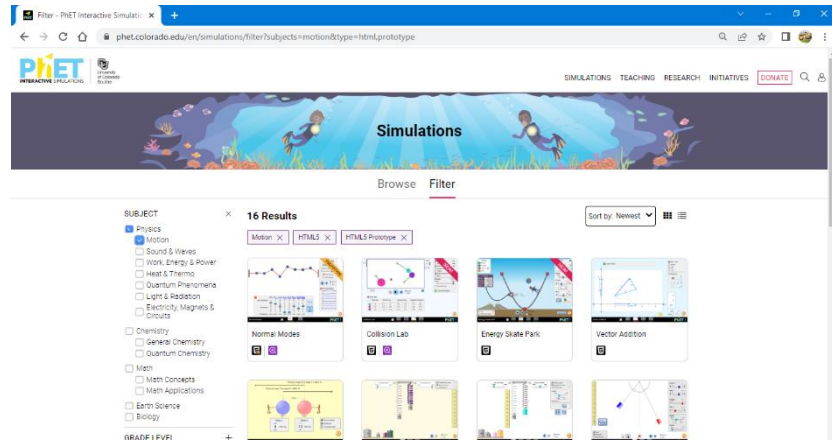 Filter - PhET Interactive Simulatio
phet.colorado.edu/en/simulations/filter?subjects=motion&type=html,prototype
PhET
INTERACTIVE SIMULATIONS
University
of Colorado
Boulder
SIMULATIONS TEACHING RESEARCH INITIATIVES DONATE
Simulations
Browse Filter
SUBJECT
Physics
Motion
Sound & Waves
Work, Energy & Power
Heat & Thermo
Quantum Phenomena
Light & Radiation
Electricity, Magnets &
Circuits
Chemistry
General Chemistry
Quantum Chemistry
Math
Math Concepts
Math Applications
Earth Science
Biology
GRADE LEVEL
16 Results
Sort by: Newest
Motion HTML5 HTML5 Prototype
Normal Modes
Collision Lab
Energy Skate Park
Vector Addition